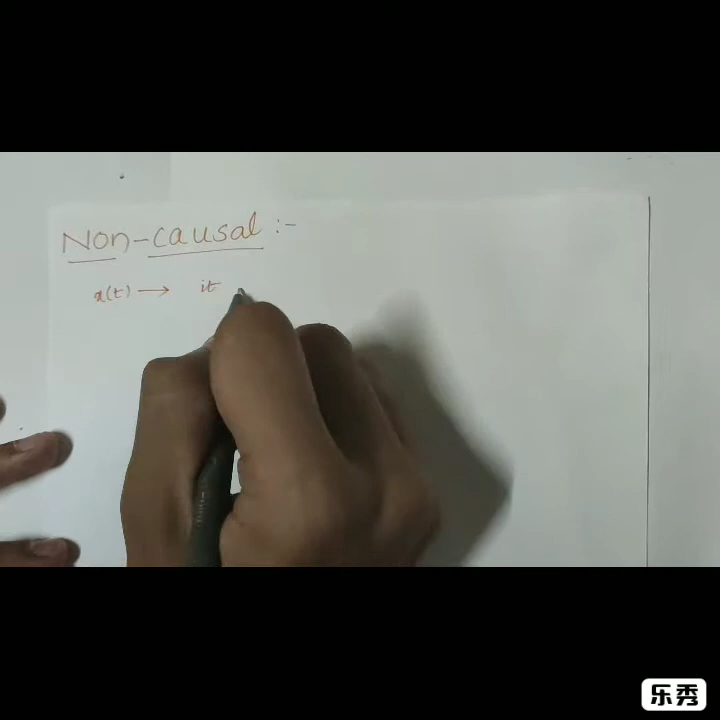 Non-causal :-
x(t) → it
乐秀